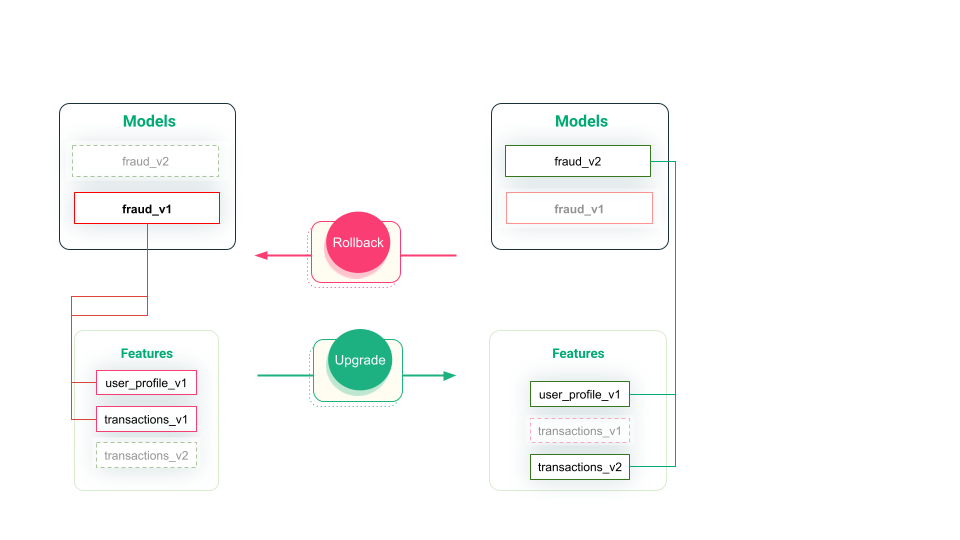 Models
fraud_v2
fraud_v1
Models
fraud_v2
fraud_v1
Rollback
Upgrade
Features
user_profile_v1
transactions_v1
transactions_v2
Features
user_profile_v1
transactions_v1
transactions_v2